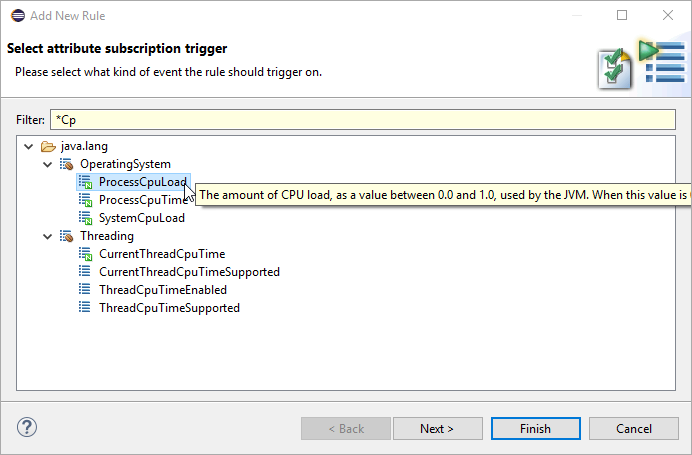 Add New Rule
Select attribute subscription trigger
Please select what kind of event the rule should trigger on.
Filter: *Cp
java.lang
OperatingSystem
ProcessCpuLoad
The amount of CPU load, as a value between 0.0 and 1.0, used by the JVM. When this value is
ProcessCpuTime
SystemCpuLoad
Threading
CurrentThreadCpuTime
CurrentThreadCpuTimeSupported
ThreadCpuTimeEnabled
ThreadCpuTimeSupported
? < Back Next > Finish Cancel